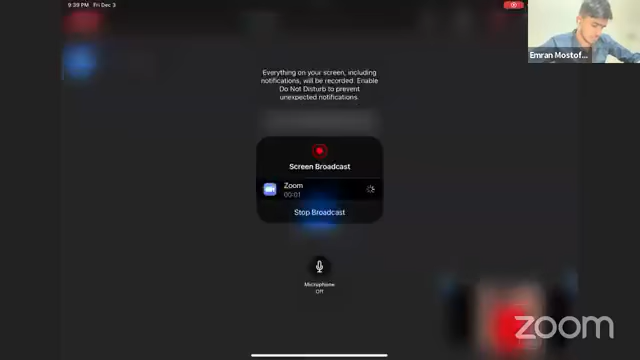 9:39 PM Fri Dec 3
Emran Mostof...
Everything on your screen, including
notifications, will be recorded. Enable
Do Not Disturb to prevent
unexpected notifications.
Screen Broadcast
Zoom
00:01
Stop Broadcast
Microphone
Off
zoom